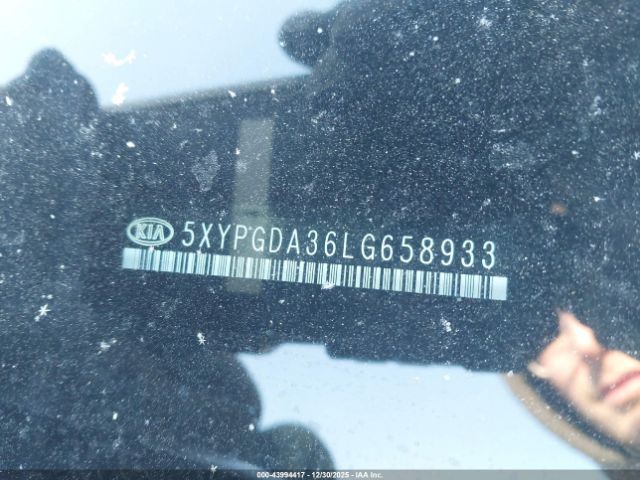 KIA 5XYPGDA36LG658933
000-43994417 - 12/30/2025 - IAA Inc.